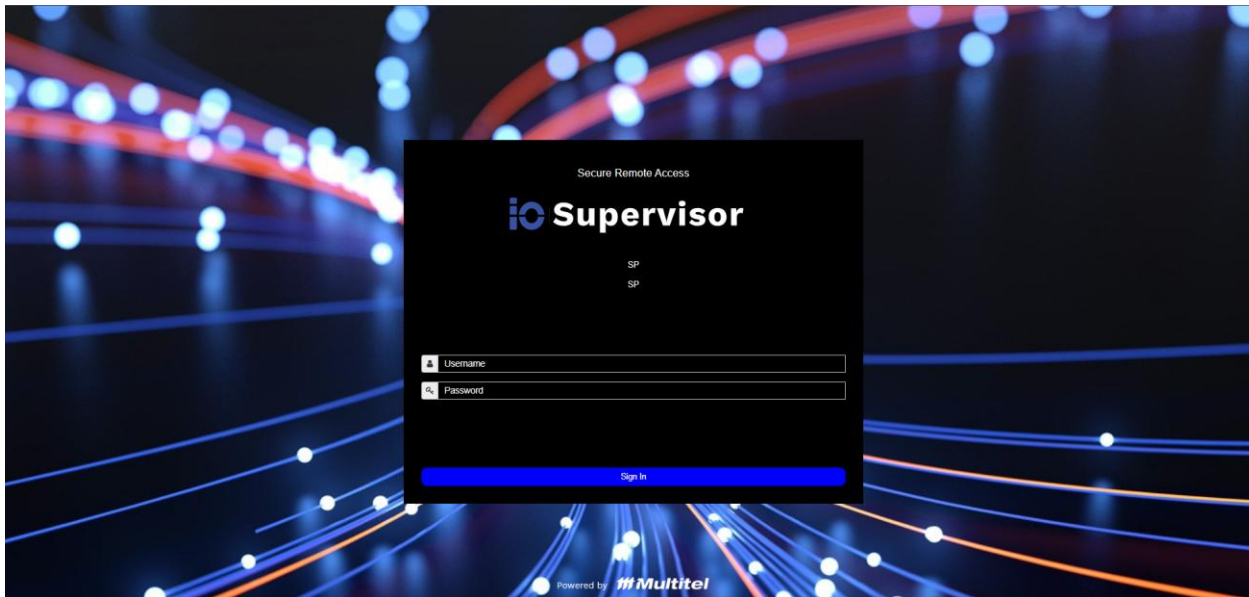 Secure Remote Access
iO Supervisor
SP
SP
Username
Password
Sign In
Powered by Multitel